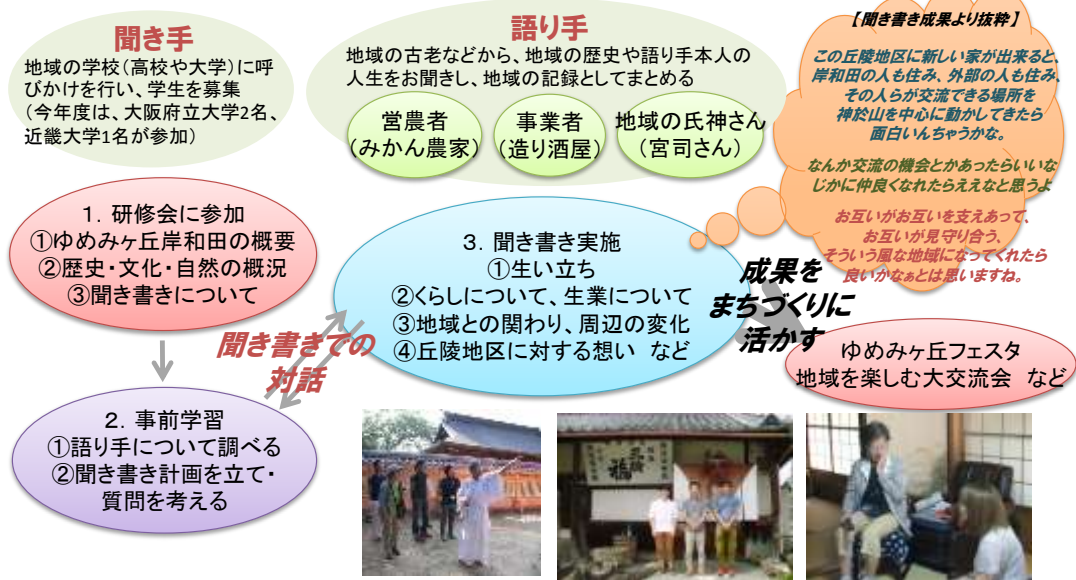 聞き手
地域の学校(高校や大学)に呼
びかけを行い、学生を募集
(今年度は、大阪府立大学2名、
近畿大学1名が参加)
語り手
地域の古老などから、地域の歴史や語り手本人の
人生をお聞きし、地域の記録としてまとめる
営農者
(みかん農家)
事業者
(造り酒屋)
地域の氏神さん
(宮司さん)
【聞き書き成果より抜粋】
この丘陵地区に新しい家が出来ると、
岸和田の人も住み、外部の人も住み、
その人らが交流できる場所を
神於山を中心に動かしてきたら
面白いんちゃうかな。
なんか交流の機会とかあったらいいな
じかに仲良くなれたらええなと思うよ
お互いがお互いを支えあって、
お互いが見守り合う、
そういう風な地域になってくれたら
良いかなぁとは思いますね。
1．研修会に参加
①ゆめみヶ丘岸和田の概要
②歴史・文化・自然の概況
③聞き書きについて
聞き書きでの
対話
2．事前学習
①語り手について調べる
②聞き書き計画を立て・
質問を考える
3．聞き書き実施
①生い立ち
②くらしについて、生業について
③地域との関わり、周辺の変化
④丘陵地区に対する想い など
成果を
まちづくりに
活かす
ゆめみヶ丘フェスタ
地域を楽しむ大交流会 など